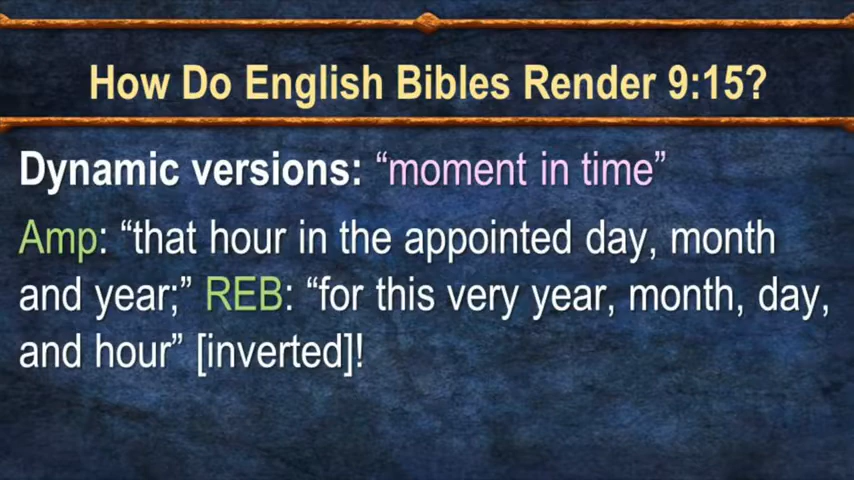 How Do English Bibles Render 9:15?
Dynamic versions: “moment in time”
Amp: “that hour in the appointed day, month
and year;” REB: “for this very year, month, day,
and hour” [inverted]!